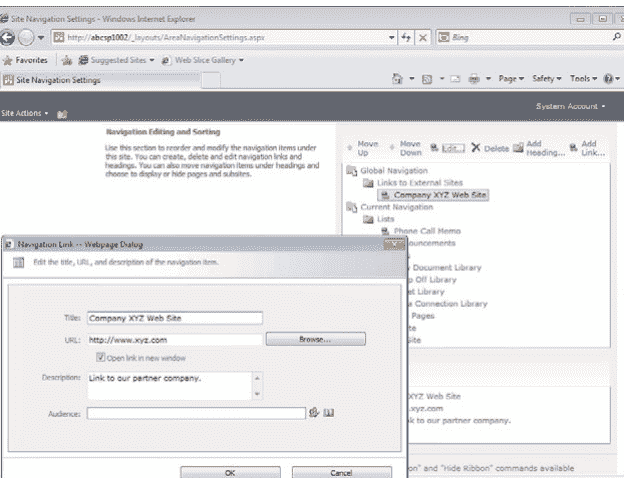 Site Navigation Settings - Windows Internet Explorer
http://abcsp1002/_layouts/AreaNavigationSettings.aspx
Bing
Favorites
Suggested Sites
Web Slice Gallery
Site Navigation Settings
Page
Safety
Tools
Site Actions
System Account
Navigation Editing and Sorting
Use this section to reorder and modify the navigation items under
this site. You can create, delete and edit navigation links and
headings. You can also move navigation items under headings and
choose to display or hide pages and subsites.
Move Up
Move Down
Edit...
Delete
Add Heading...
Add Link...
Global Navigation
Links to External Sites
Company XYZ Web Site
Current Navigation
Lists
Phone Call Memo
ouncements
Document Library
p Off Library
et Library
a Connection Library
Pages
te
Site
Navigation Link -- Webpage Dialog
Edit the title, URL, and description of the navigation item.
Title:
Company XYZ Web Site
URL:
http://www.xyz.com
Browse...
Open link in new window
Description:
Link to our partner company.
Audience:
OK
Cancel
XYZ Web Site
.xyz.com
k to our partner company.
on" and "Hide Ribbon" commands available